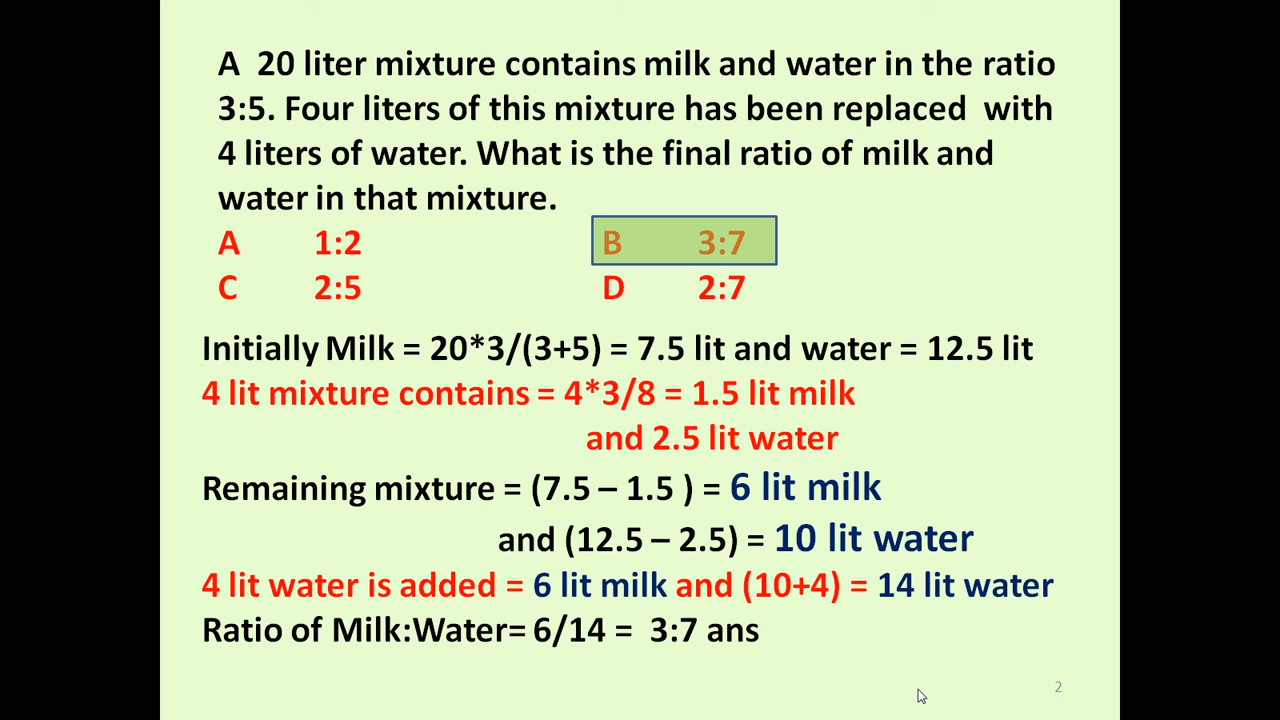 A 20 liter mixture contains milk and water in the ratio
3:5. Four liters of this mixture has been replaced with
4 liters of water. What is the final ratio of milk and
water in that mixture.
A 1:2 B 3:7
C 2:5 D 2:7
Initially Milk = 20*3/(3+5) = 7.5 lit and water = 12.5 lit
4 lit mixture contains = 4*3/8 = 1.5 lit milk
and 2.5 lit water
Remaining mixture = (7.5 – 1.5 ) = 6 lit milk
and (12.5 – 2.5) = 10 lit water
4 lit water is added = 6 lit milk and (10+4) = 14 lit water
Ratio of Milk:Water= 6/14 = 3:7 ans
2